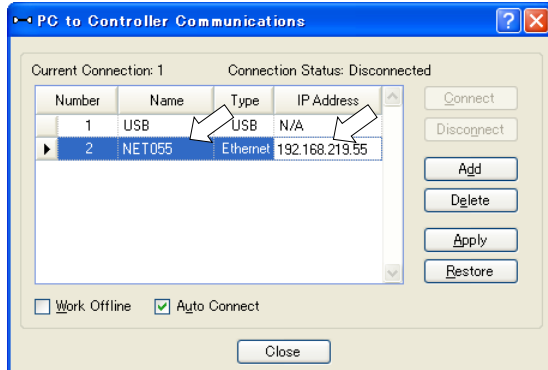 PC to Controller Communications
Current Connection: 1 Connection Status: Disconnected
Number Name Type IP Address
1 USB USB N/A
2 NET055 Ethernet 192.168.219.55
Connect
Disconnect
Add
Delete
Apply
Restore
Work Offline Auto Connect
Close